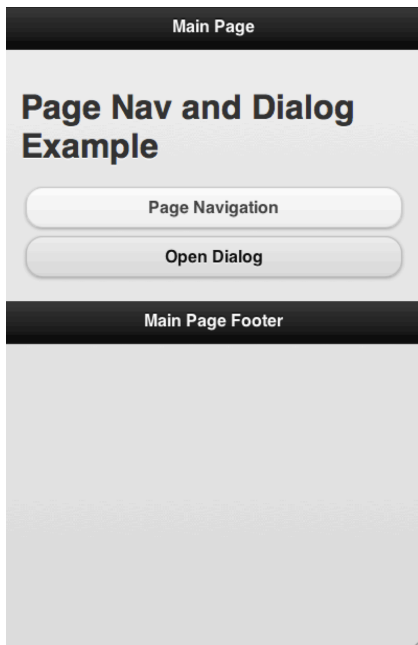 Main Page
Page Nav and Dialog
Example
Page Navigation
Open Dialog
Main Page Footer